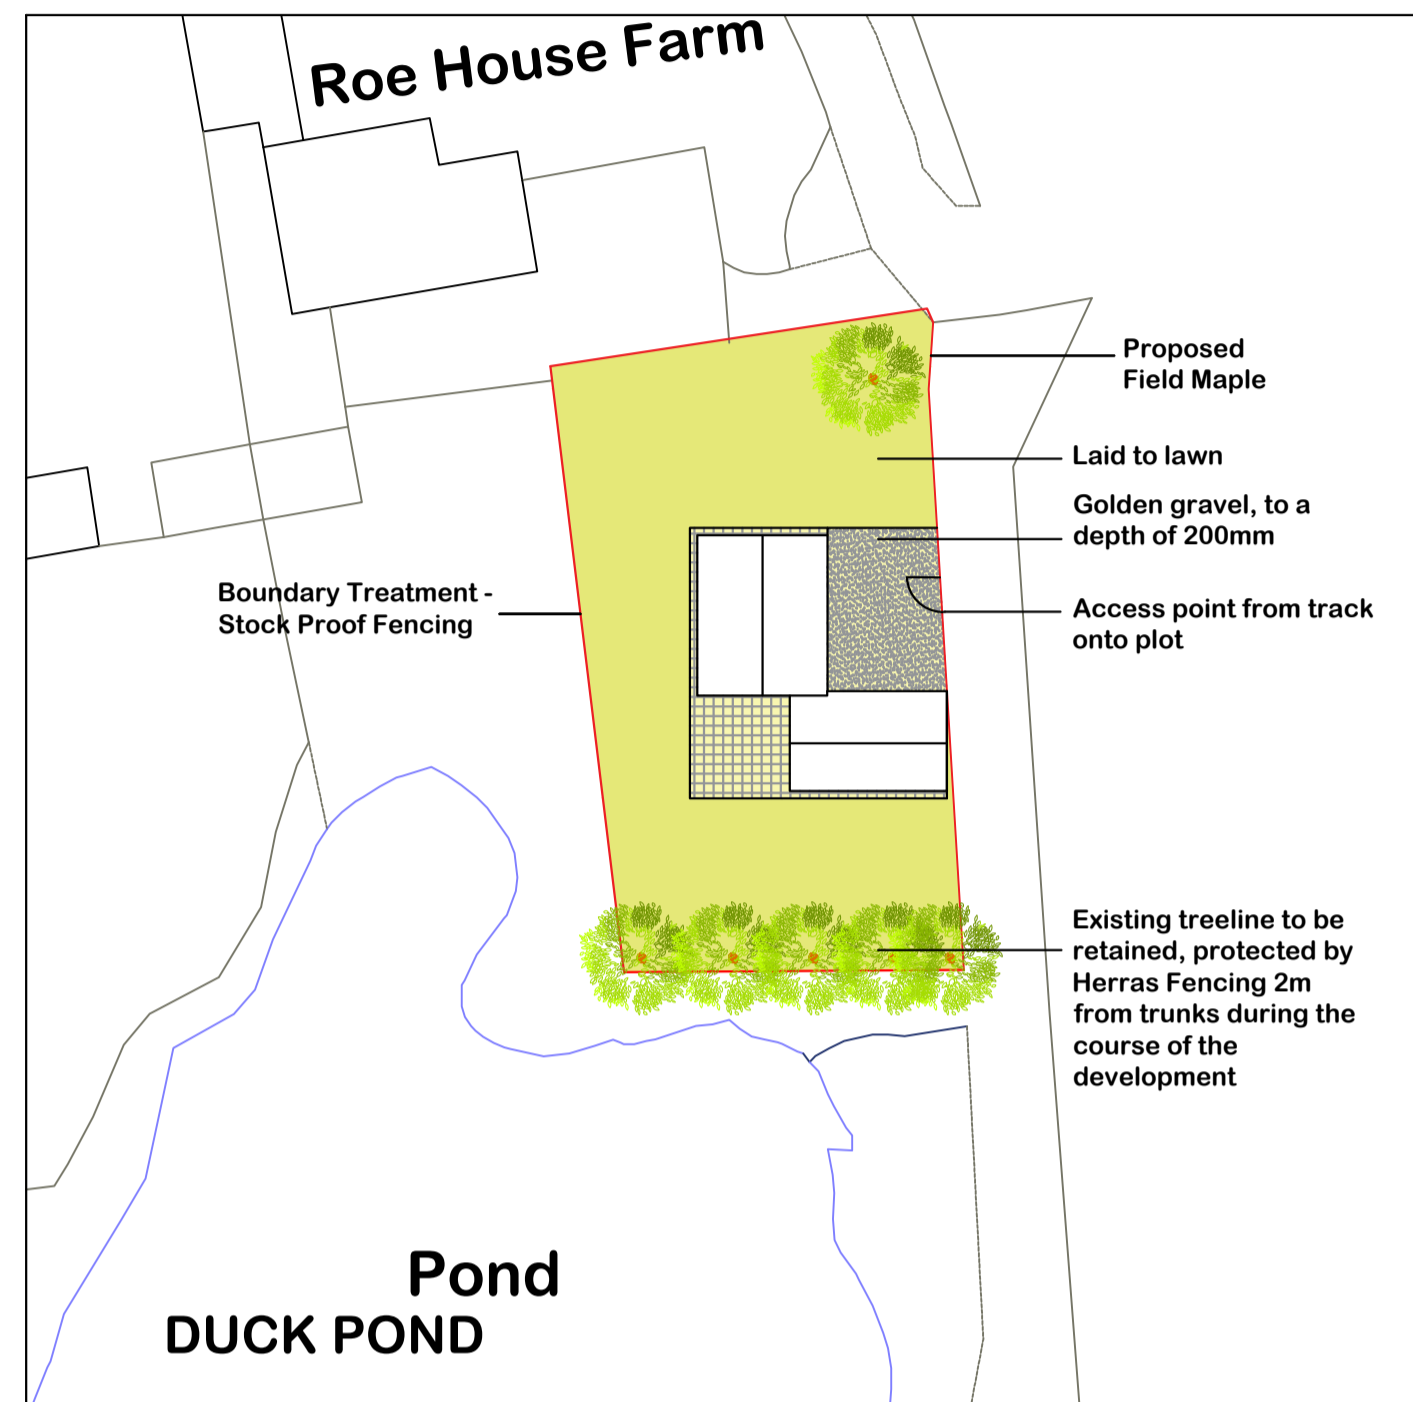 Roe House Farm
Proposed
Field Maple
Laid to lawn
Golden gravel, to a
depth of 200mm
Boundary Treatment -
Stock Proof Fencing
Access point from track
onto plot
Existing treeline to be
retained, protected by
Herras Fencing 2m
from trunks during the
course of the
development
Pond
DUCK POND